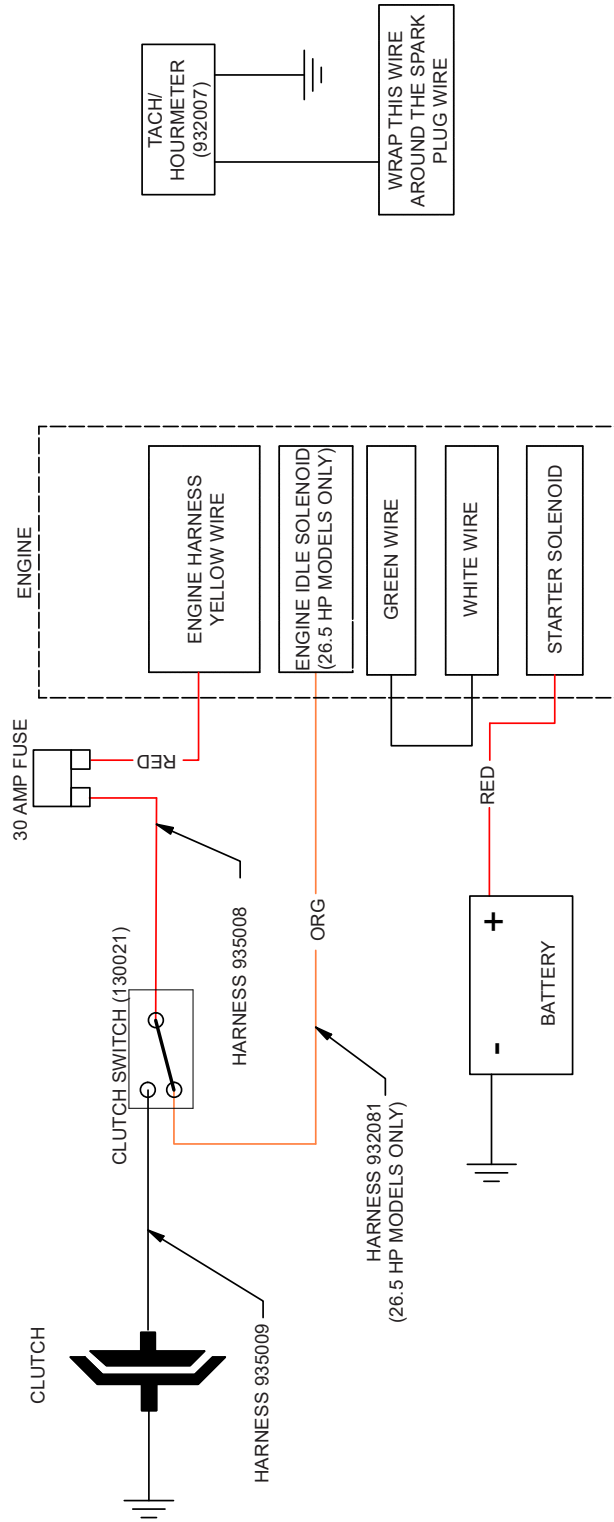 CLUTCH
HARNESS 935009
CLUTCH SWITCH (130021)
HARNESS 935008
30 AMP FUSE
RED
ORG
HARNESS 932081
(26.5 HP MODELS ONLY)
-
+
BATTERY
RED
ENGINE
ENGINE HARNESS
YELLOW WIRE
ENGINE IDLE SOLENOID
(26.5 HP MODELS ONLY)
GREEN WIRE
WHITE WIRE
STARTER SOLENOID
TACH/
HOURMETER
(932007)
WRAP THIS WIRE
AROUND THE SPARK
PLUG WIRE